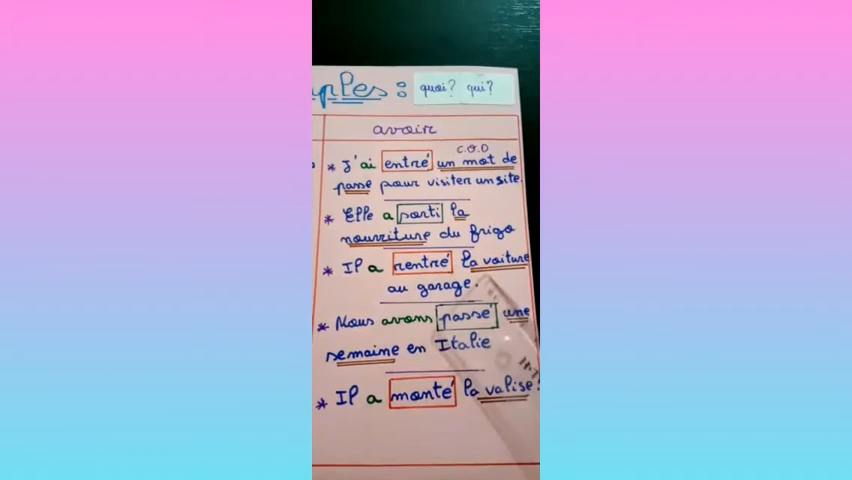 ples : quoi? qui?
avoir
C.O.D
* J'ai entré un mot de
passe pour visiter un site.
* Elle a sorti la
nourriture du frigo
* Il a rentré la voiture
au garage.
* Nous avons passé une
semaine en Italie
* Il a monté la valise.